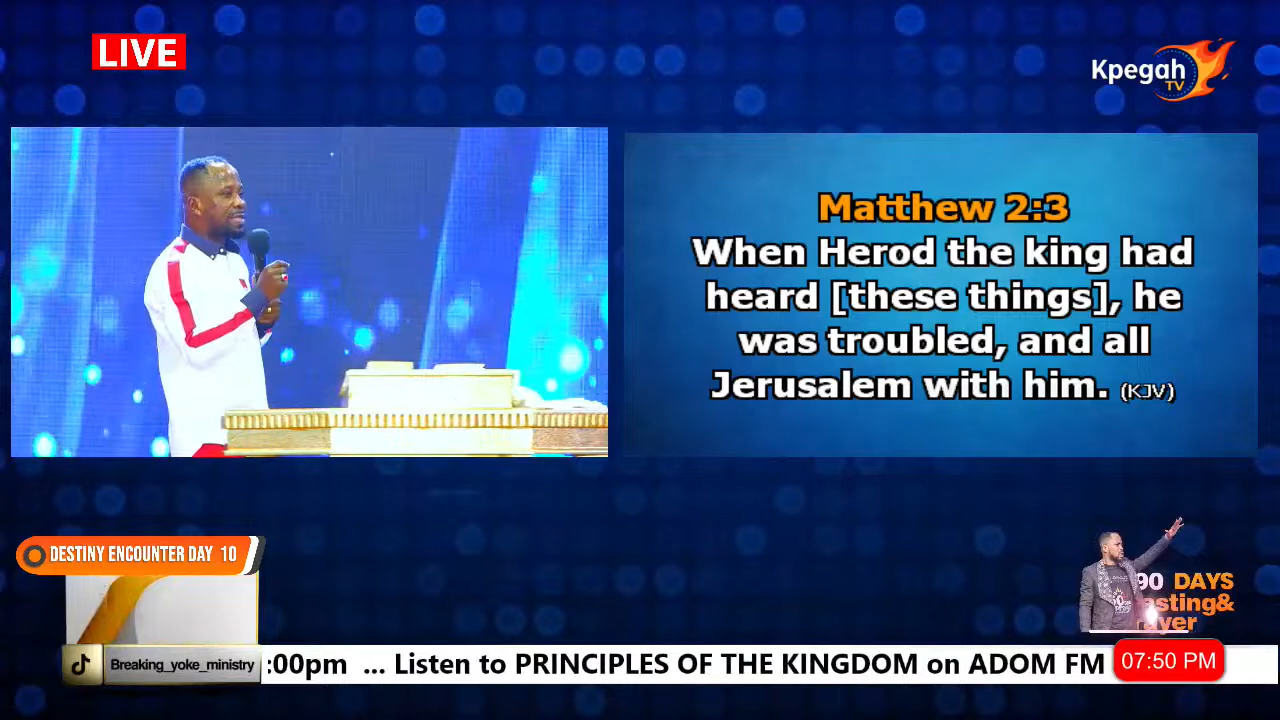 LIVE
Kpegah
TV
Matthew 2:3
When Herod the king had
heard [these things], he
was troubled, and all
Jerusalem with him. (KJV)
DESTINY ENCOUNTER DAY 10
90 DAYS
Breaking_yoke_ministry
:00pm ... Listen to PRINCIPLES OF THE KINGDOM on ADOM FM
07:50 PM